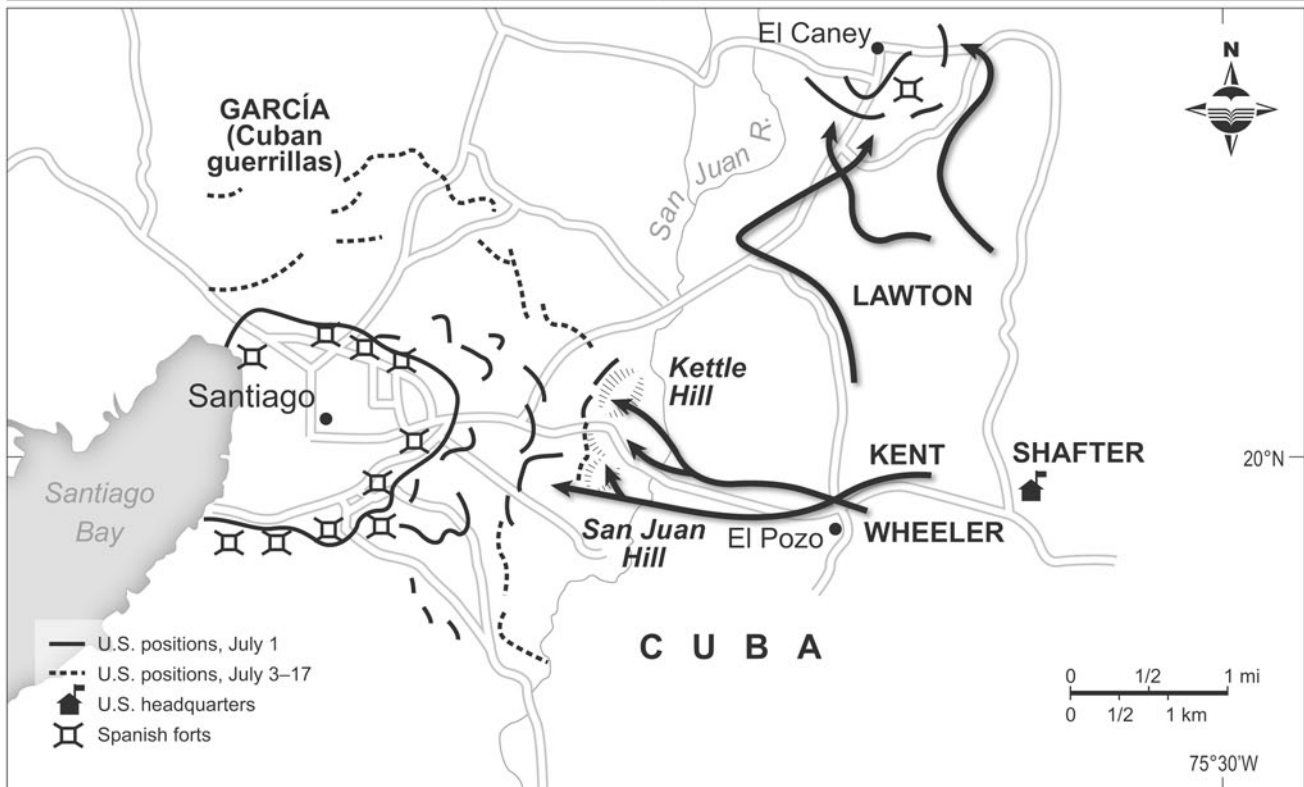 El Caney
N
GARCÍA
(Cuban
guerrillas)
San Juan R.
LAWTON
Kettle
Hill
Santiago
KENT
SHAFTER
20°N
Santiago
Bay
San Juan
Hill
El Pozo
WHEELER
CUBA
U.S. positions, July 1
U.S. positions, July 3–17
U.S. headquarters
Spanish forts
0 1/2 1 mi
0 1/2 1 km
75°30'W